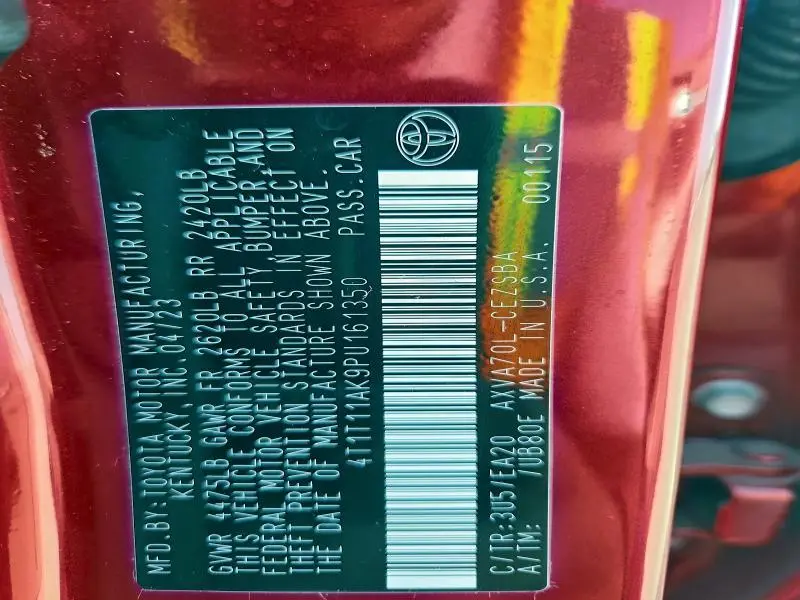 MFD.BY:TOYOTA MOTOR MANUFACTURING,
KENTUCKY, INC. 04/23
GVWR 4475LB GAWR FR 2620LB RR 2420LB
THIS VEHICLE CONFORMS TO ALL APPLICABLE
FEDERAL MOTOR VEHICLE SAFETY, BUMPER, AND
THEFT PREVENTION STANDARDS IN EFFECT ON
THE DATE OF MANUFACTURE SHOWN ABOVE.
4T1T11AK9PU161350 PASS.CAR
C/TR:3U5/EA20 AXVA70L-CEZSBA
A/TM: /UB80E MADE IN U.S.A. 00115